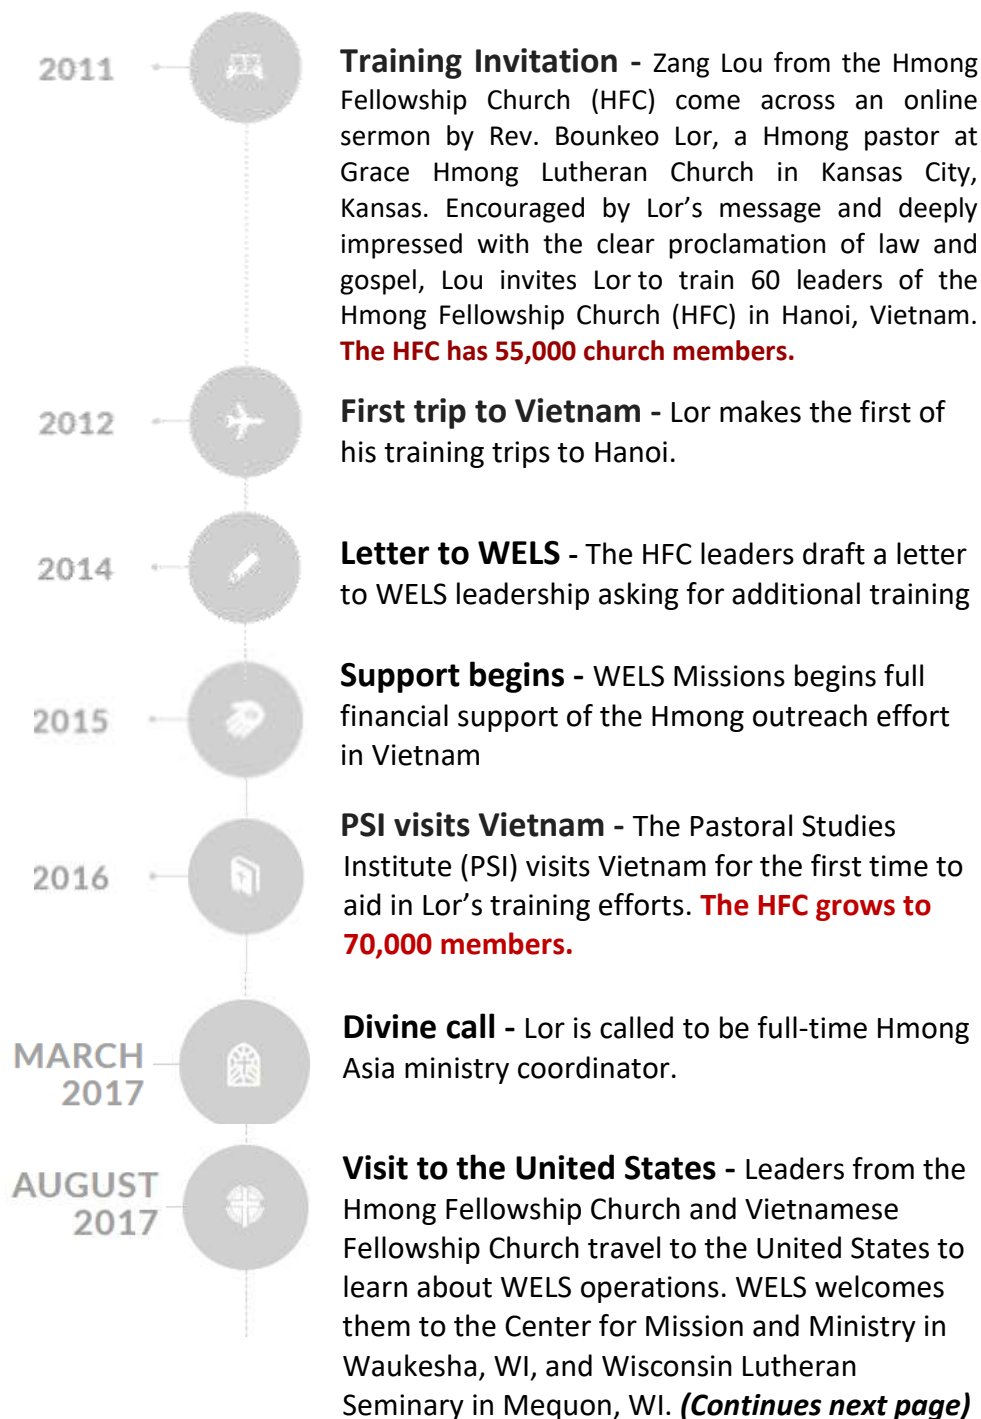 2011
Training Invitation - Zang Lou from the Hmong
Fellowship Church (HFC) come across an online
sermon by Rev. Bounkeo Lor, a Hmong pastor at
Grace Hmong Lutheran Church in Kansas City,
Kansas. Encouraged by Lor’s message and deeply
impressed with the clear proclamation of law and
gospel, Lou invites Lor to train 60 leaders of the
Hmong Fellowship Church (HFC) in Hanoi, Vietnam.
The HFC has 55,000 church members.
2012
First trip to Vietnam - Lor makes the first of
his training trips to Hanoi.
2014
Letter to WELS - The HFC leaders draft a letter
to WELS leadership asking for additional training
2015
Support begins - WELS Missions begins full
financial support of the Hmong outreach effort
in Vietnam
2016
PSI visits Vietnam - The Pastoral Studies
Institute (PSI) visits Vietnam for the first time to
aid in Lor’s training efforts. The HFC grows to
70,000 members.
MARCH
2017
Divine call - Lor is called to be full-time Hmong
Asia ministry coordinator.
AUGUST
2017
Visit to the United States - Leaders from the
Hmong Fellowship Church and Vietnamese
Fellowship Church travel to the United States to
learn about WELS operations. WELS welcomes
them to the Center for Mission and Ministry in
Waukesha, WI, and Wisconsin Lutheran
Seminary in Mequon, WI. (Continues next page)